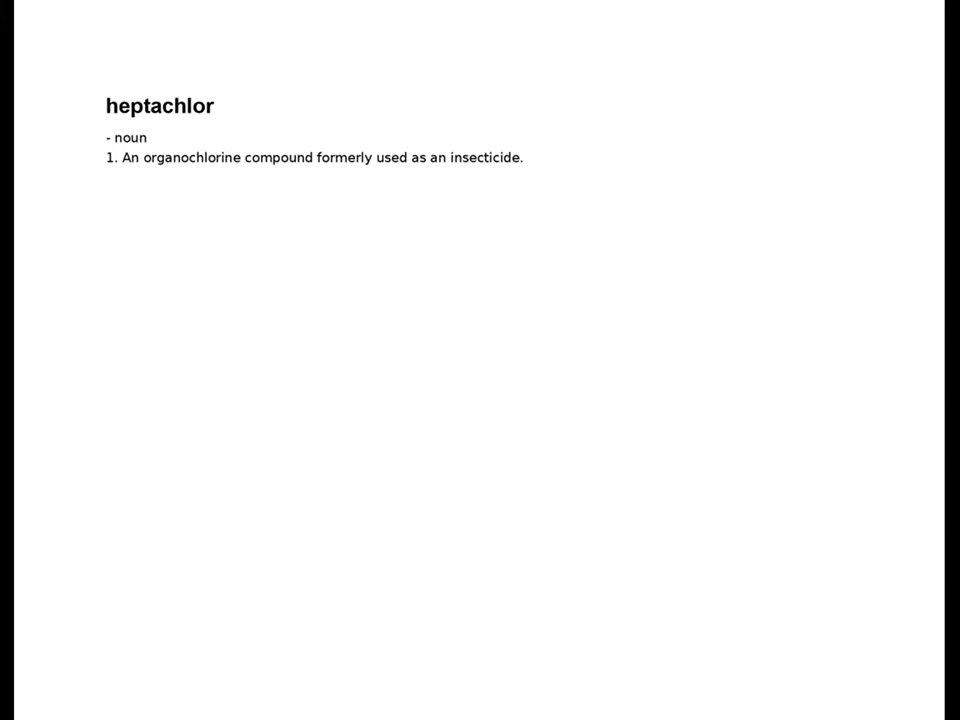 heptachlor
- noun
1. An organochlorine compound formerly used as an insecticide.